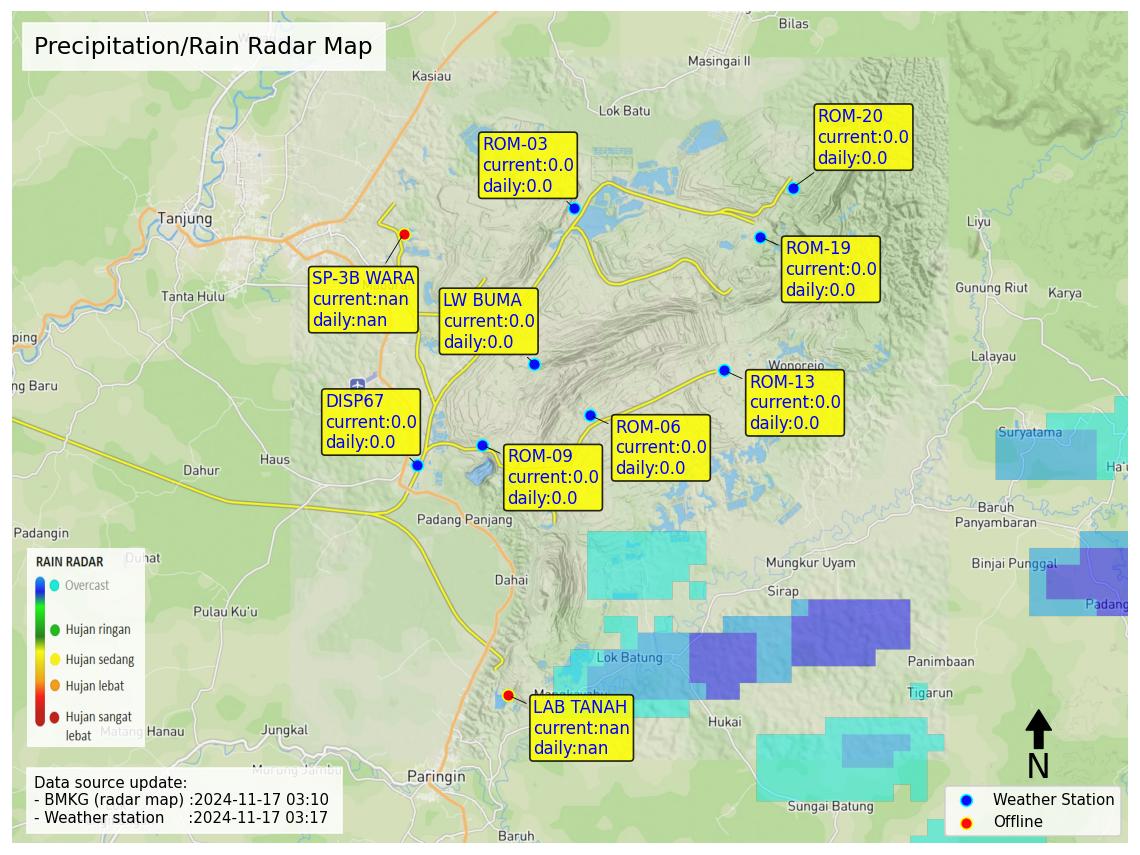 Precipitation/Rain Radar Map
Bilas
Masingai II
Kasiau
Lok Batu
ROM-20
current:0.0
daily:0.0
ROM-03
current:0.0
daily:0.0
Tanjung
Liyu
ROM-19
current:0.0
daily:0.0
SP-3B WARA
current:nan
daily:nan
Tanta Hulu
LW BUMA
current:0.0
daily:0.0
Gunung Riut
Karya
ping
Lalayau
ng Baru
Wonorejo
ROM-13
current:0.0
daily:0.0
DISP67
current:0.0
daily:0.0
ROM-06
current:0.0
daily:0.0
Suryatama
ROM-09
current:0.0
daily:0.0
Haus
Dahur
Ha'u
Baruh
Panyambaran
Padang Panjang
Padangin
Duhat
Mungkur Uyam
Binjai Punggal
Dahai
Sirap
Padang
RAIN RADAR
Overcast
Hujan ringan
Hujan sedang
Hujan lebat
Hujan sangat
lebat
Pulau Ku'u
Lok Batung
Panimbaan
Tigarun
LAB TANAH
current:nan
daily:nan
Hukai
Matang Hanau
Jungkal
Murung Jambu
Paringin
N
Data source update:
- BMKG (radar map) :2024-11-17 03:10
- Weather station :2024-11-17 03:17
Sungai Batung
Baruh
Weather Station
Offline